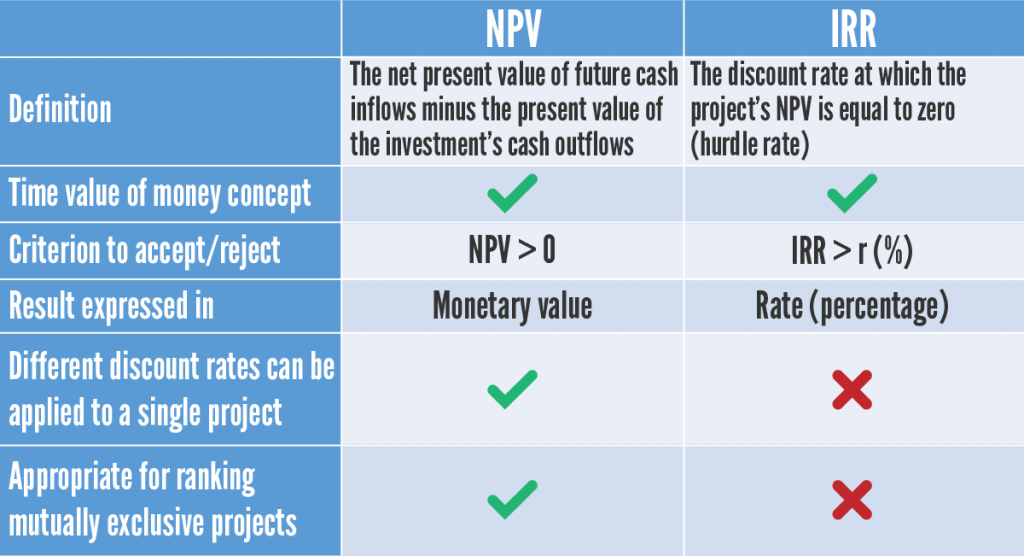 NPV
IRR
Definition
The net present value of future cash
inflows minus the present value of
the investment's cash outflows
The discount rate at which the
project's NPV is equal to zero
(hurdle rate)
Time value of money concept
Criterion to accept/reject
NPV > 0
IRR > r (%)
Result expressed in
Monetary value
Rate (percentage)
Different discount rates can be
applied to a single project
Appropriate for ranking
mutually exclusive projects